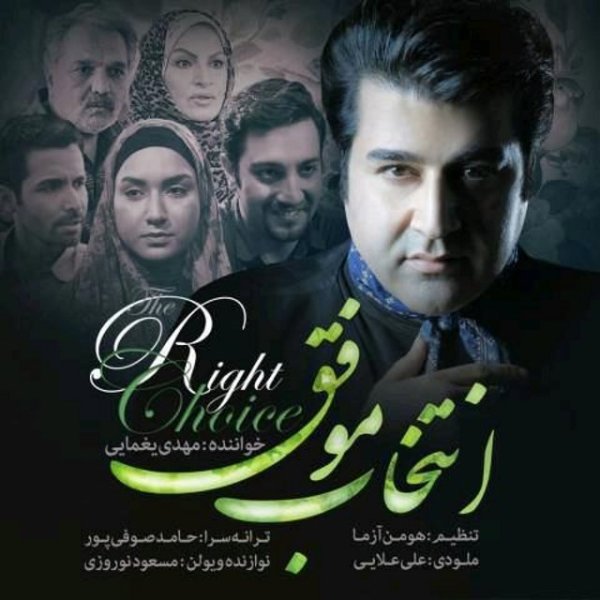 The
Right
Choice
انتخاب موفق
خواننده : مهدی یغمایی
تنظیم : هومن آزما
ترانه سرا : حامد صوفی پور
ملودی : علی علایی
نوازنده ویولن : مسعود نوروزی